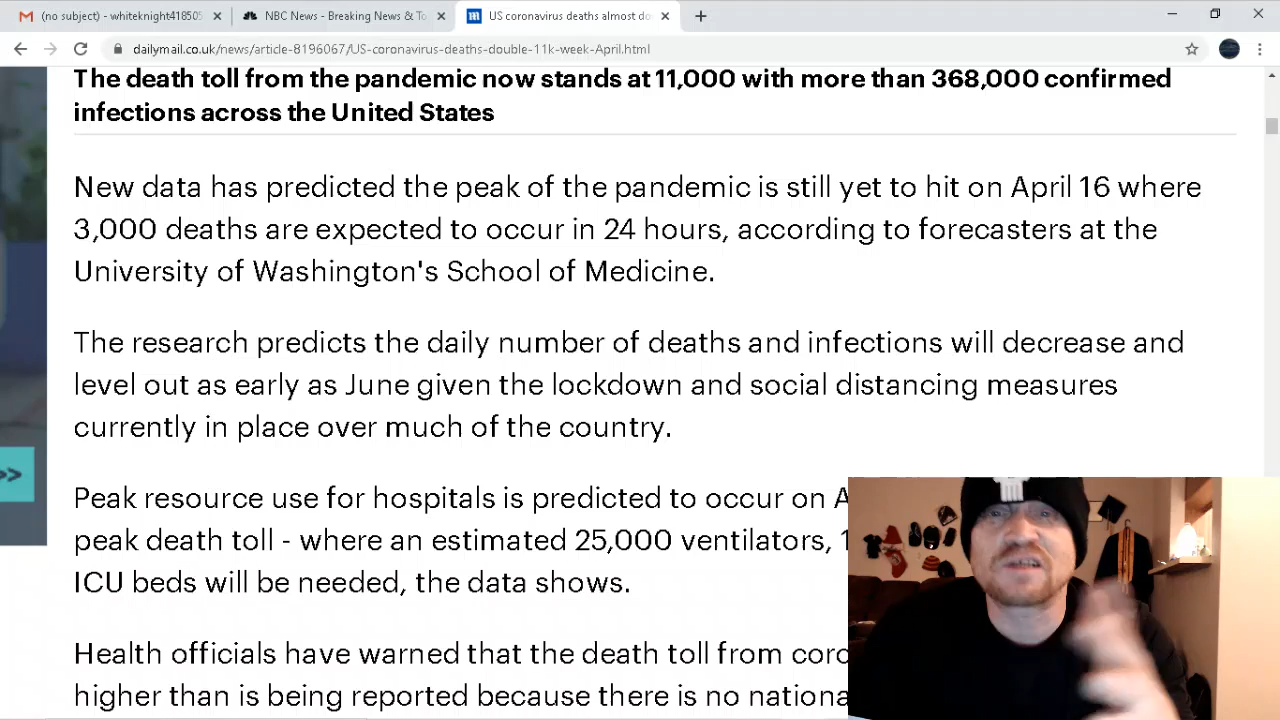 (no subject) - whiteknight41850
NBC News - Breaking News & To
US coronavirus deaths almost do
dailymail.co.uk/news/article-8196067/US-coronavirus-deaths-double-11k-week-April.html
The death toll from the pandemic now stands at 11,000 with more than 368,000 confirmed
infections across the United States
New data has predicted the peak of the pandemic is still yet to hit on April 16 where
3,000 deaths are expected to occur in 24 hours, according to forecasters at the
University of Washington's School of Medicine.
The research predicts the daily number of deaths and infections will decrease and
level out as early as June given the lockdown and social distancing measures
currently in place over much of the country.
Peak resource use for hospitals is predicted to occur on A
peak death toll - where an estimated 25,000 ventilators, 1
>>
ICU beds will be needed, the data shows.
Health officials have warned that the death toll from coro
higher than is being reported because there is no nationa